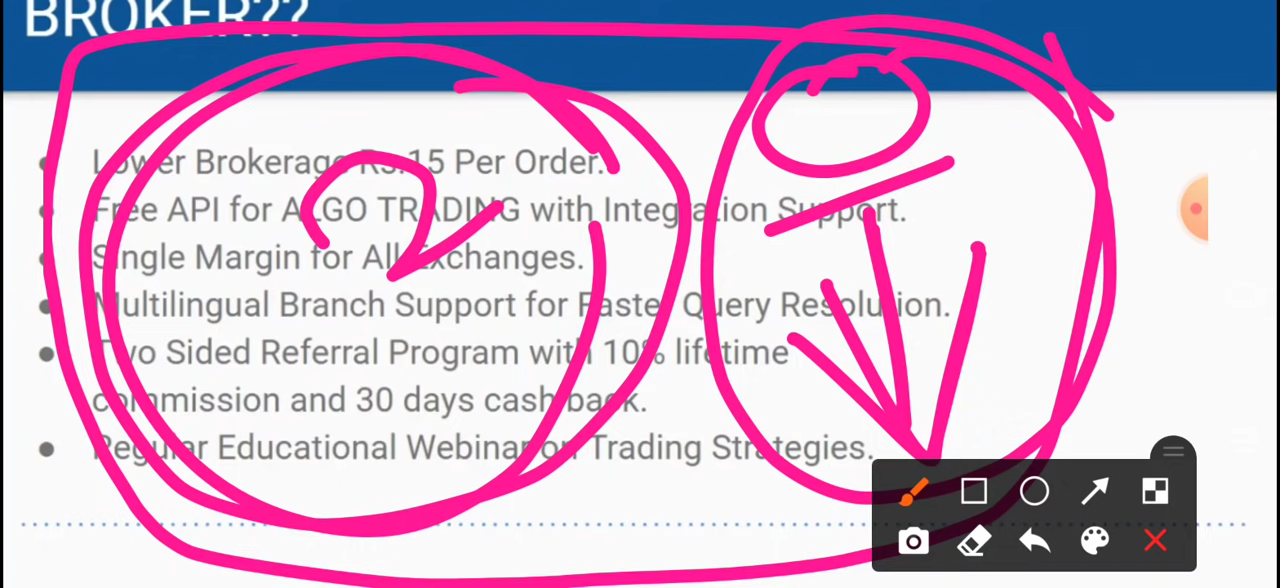 BROKER??
Lower Brokerage Rs.15 Per Order.
Free API for ALGO TRADING with Integration Support.
Single Margin for All Exchanges.
Multilingual Branch Support for Faster Query Resolution.
Two Sided Referral Program with 10% lifetime
commission and 30 days cash back.
Regular Educational Webinar on Trading Strategies.